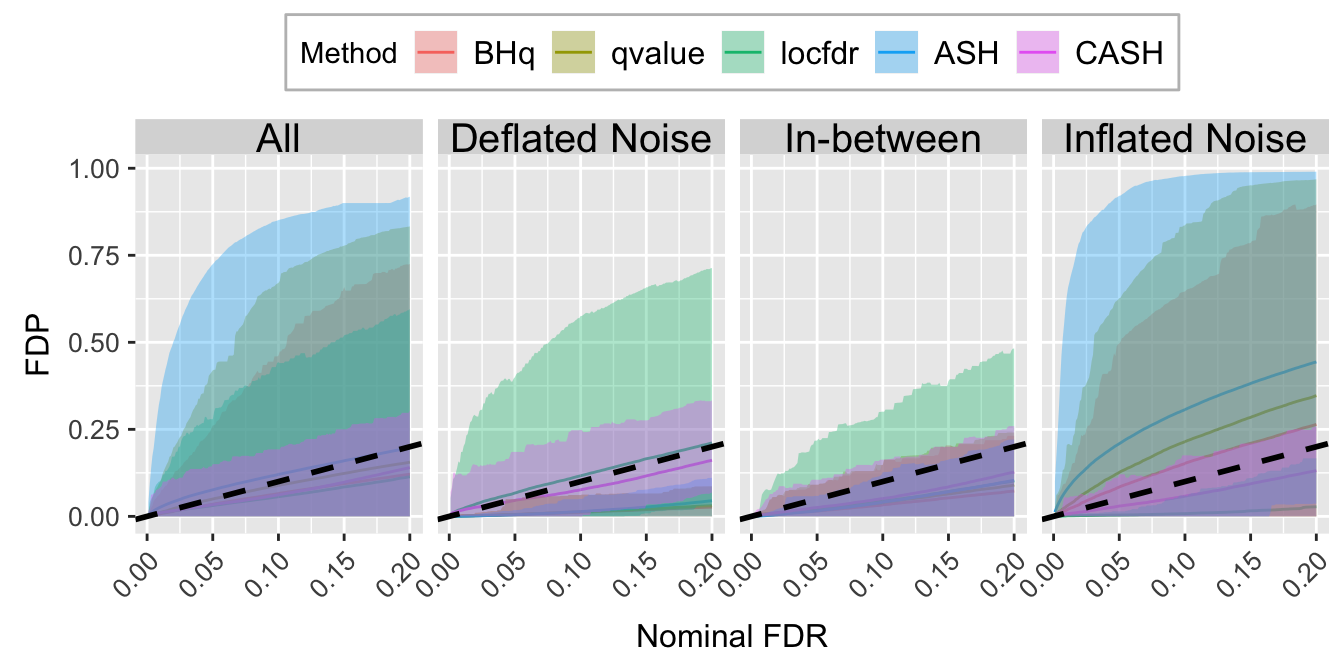 Method BHq qvalue locfdr ASH CASH
All Deflated Noise In-between Inflated Noise
1.00
0.75
0.50
0.25
0.00
FDP
0.00 0.05 0.10 0.15 0.20 0.00 0.05 0.10 0.15 0.20 0.00 0.05 0.10 0.15 0.20 0.00 0.05 0.10 0.15 0.20
Nominal FDR